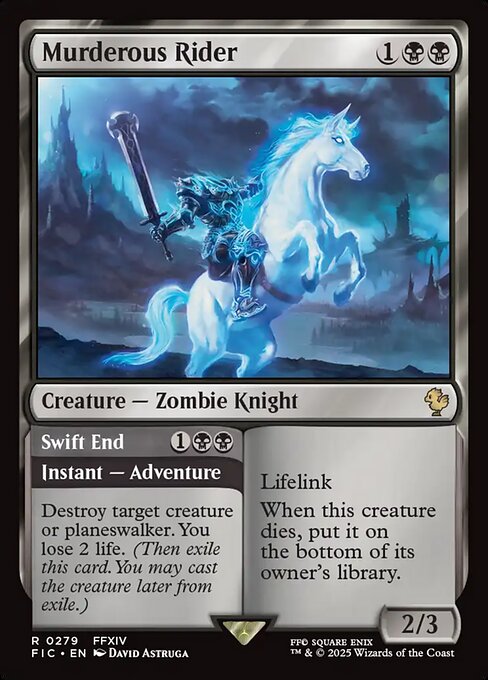 Murderous Rider 1
Creature — Zombie Knight
Swift End 1
Instant — Adventure
Destroy target creature
or planeswalker. You
lose 2 life. (Then exile
this card. You may cast
the creature later from
exile.)
Lifelink
When this creature
dies, put it on
the bottom of its
owner's library.
2/3
R 0279 FFXIV
FIC • EN David Astruga
FF© SQUARE ENIX
™ & © 2025 Wizards of the Coast